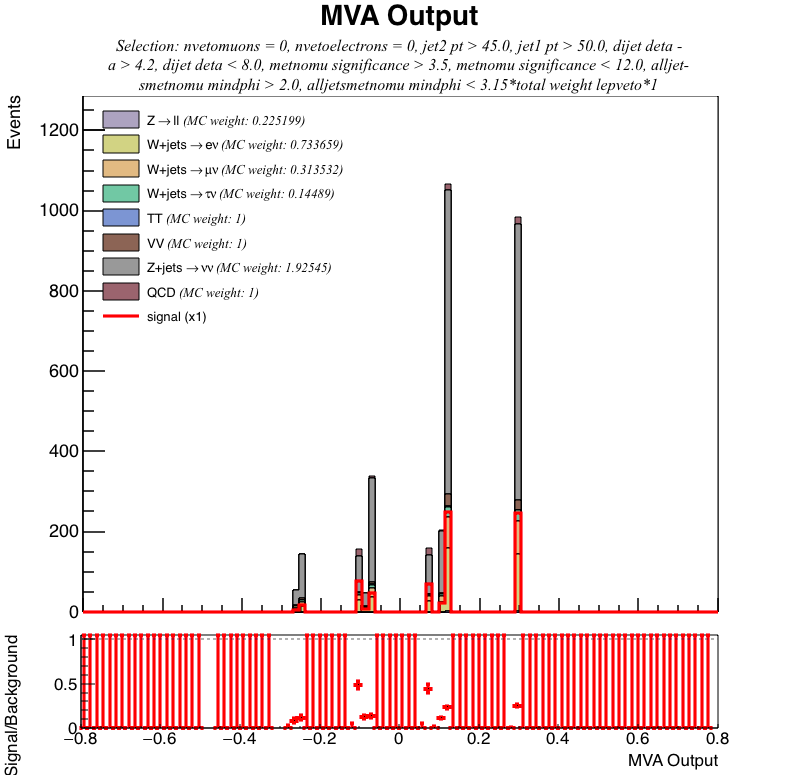 MVA Output
Selection: nvetomuons = 0, nvetoelectrons = 0, jet2 pt > 45.0, jet1 pt > 50.0, dijet deta -
a > 4.2, dijet deta < 8.0, metnomu significance > 3.5, metnomu significance < 12.0, alljet-
smetnomu mindphi > 2.0, alljetsmetnomu mindphi < 3.15*total weight lepveto*1
Events
1200
1000
800
600
400
200
0
Z→ll (MC weight: 0.225199)
W+jets→eν (MC weight: 0.733659)
W+jets→μν (MC weight: 0.313532)
W+jets→τν (MC weight: 0.14489)
TT (MC weight: 1)
VV (MC weight: 1)
Z+jets→νν (MC weight: 1.92545)
QCD (MC weight: 1)
signal (x1)
Signal/Background
1
0.5
0
−0.8 −0.6 −0.4 −0.2 0 0.2 0.4 0.6 0.8
MVA Output